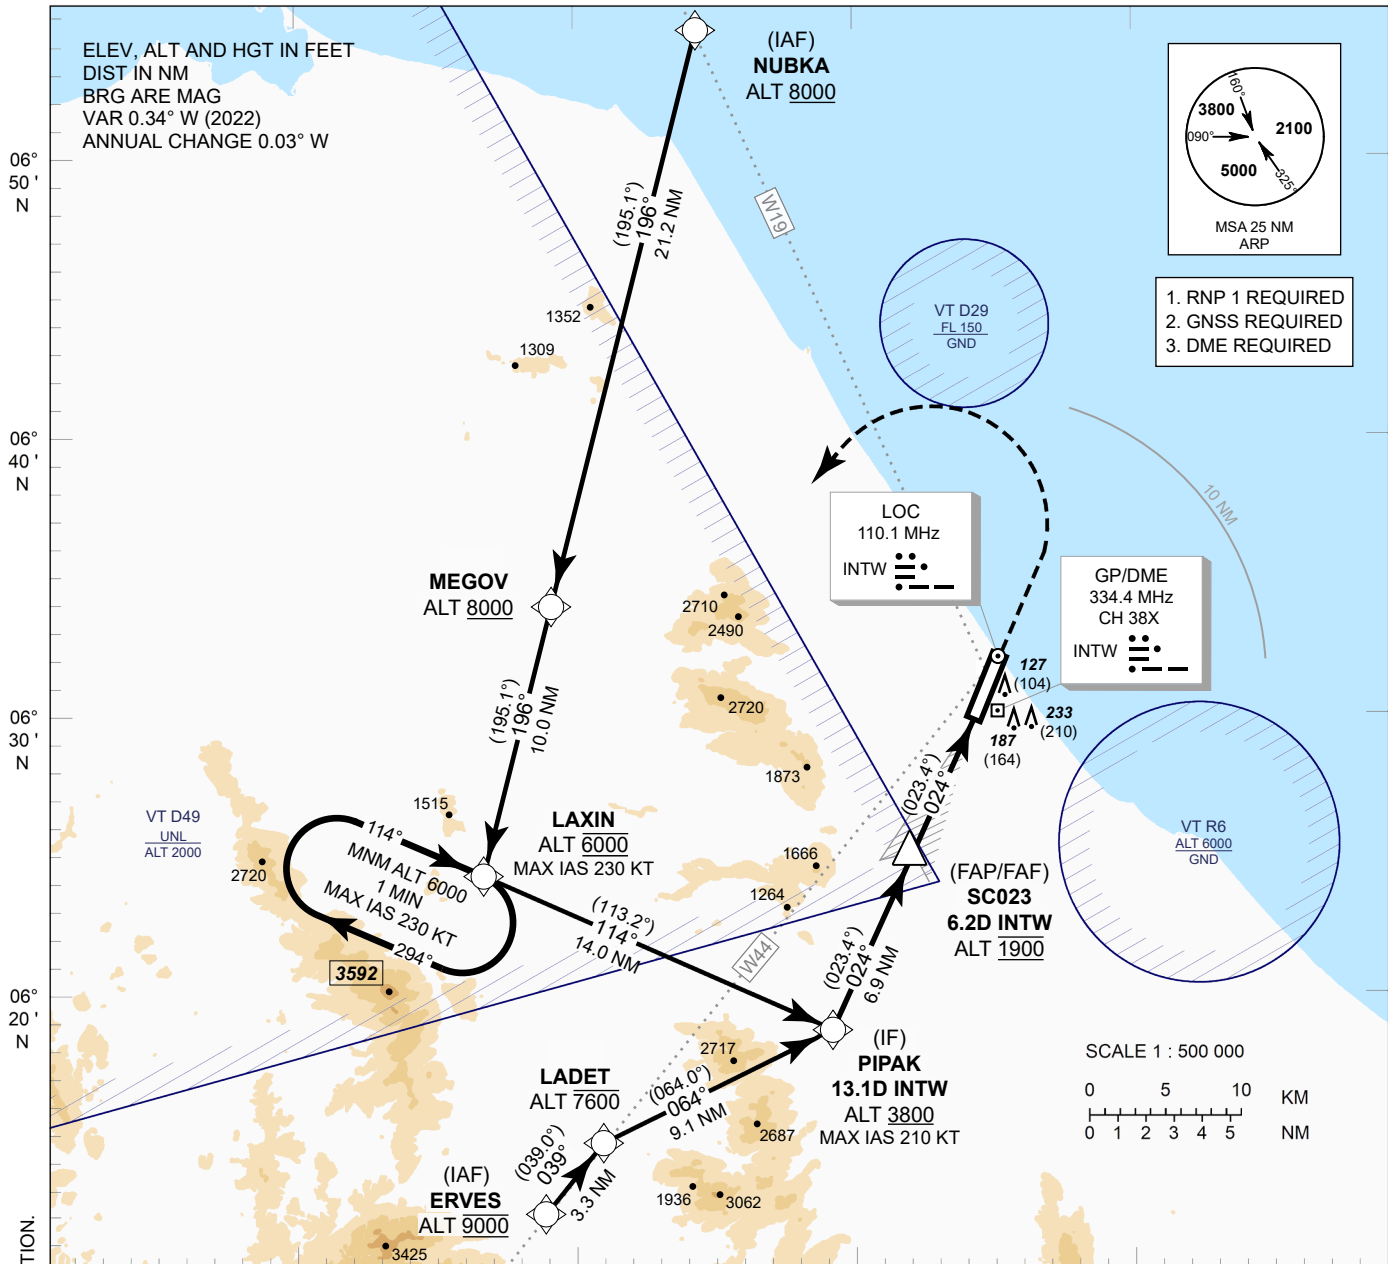 ELEV, ALT AND HGT IN FEET
DIST IN NM
BRG ARE MAG
VAR 0.34° W (2022)
ANNUAL CHANGE 0.03° W
(IAF)
NUBKA
ALT 8000
160°
3800
2100
090°
5000
325°
MSA 25 NM
ARP
1. RNP 1 REQUIRED
2. GNSS REQUIRED
3. DME REQUIRED
06°
50 '
N
(195.1°)
196°
21.2 NM
W19
VT D29
FL 150
GND
1352
1309
06°
40 '
N
10 NM
LOC
110.1 MHz
INTW
GP/DME
334.4 MHz
CH 38X
INTW
MEGOV
ALT 8000
2710
2490
127
(104)
233
(210)
187
(164)
2720
06°
30 '
N
(195.1°)
196°
10.0 NM
1873
(023.4°)
024°
1515
VT D49
UNL
ALT 2000
2720
LAXIN
ALT 6000
MAX IAS 230 KT
114°
MNM ALT 6000
1 MIN
MAX IAS 230 KT
294°
VT R6
ALT 6000
GND
1666
1264
(FAP/FAF)
SC023
6.2D INTW
ALT 1900
(113.2°)
114°
14.0 NM
W44
(023.4°)
024°
6.9 NM
3592
06°
20 '
N
(IF)
PIPAK
13.1D INTW
ALT 3800
MAX IAS 210 KT
2717
SCALE 1 : 500 000
0 5 10 KM
0 1 2 3 4 5 NM
LADET
ALT 7600
(064.0°)
064°
9.1 NM
2687
(039.0°)
039°
3.3 NM
(IAF)
ERVES
ALT 9000
1936
3062
3425
TION.